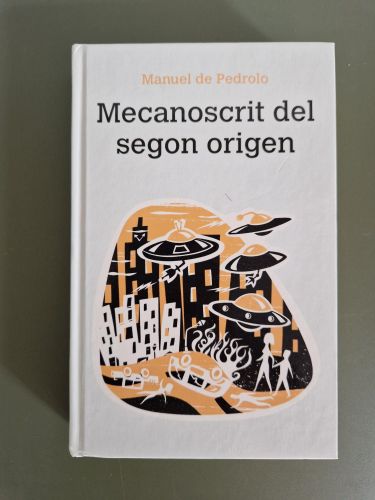 Manuel de Pedrolo
Mecanoscrit del
segon origen